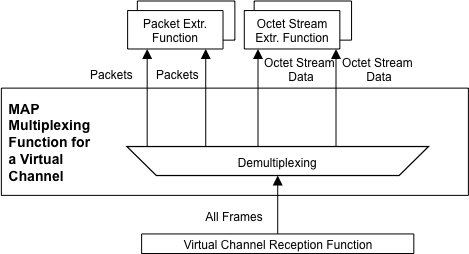 Packet Extr.
Function
Octet Stream
Extr. Function
Packets
Packets
Octet Stream
Data
Octet Stream
Data
MAP
Multiplexing
Function for
a Virtual
Channel
Demultiplexing
All Frames
Virtual Channel Reception Function